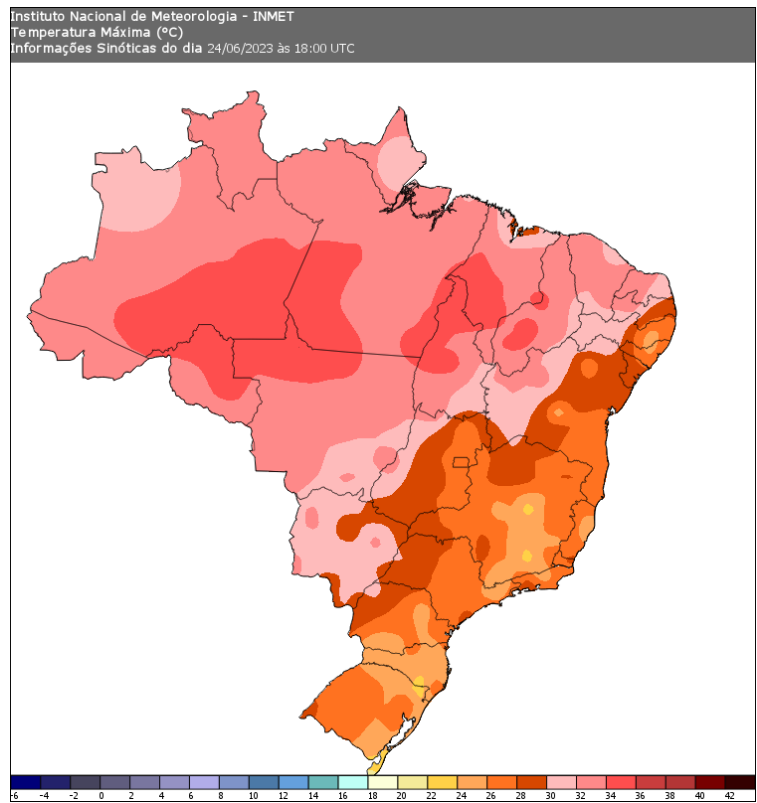 Instituto Nacional de Meteorologia - INMET
Temperatura Máxima (ºC)
Informações Sinóticas do dia 24/06/2023 às 18:00 UTC
-6 -4 -2 0 2 4 6 8 10 12 14 16 18 20 22 24 26 28 30 32 34 36 38 40 42